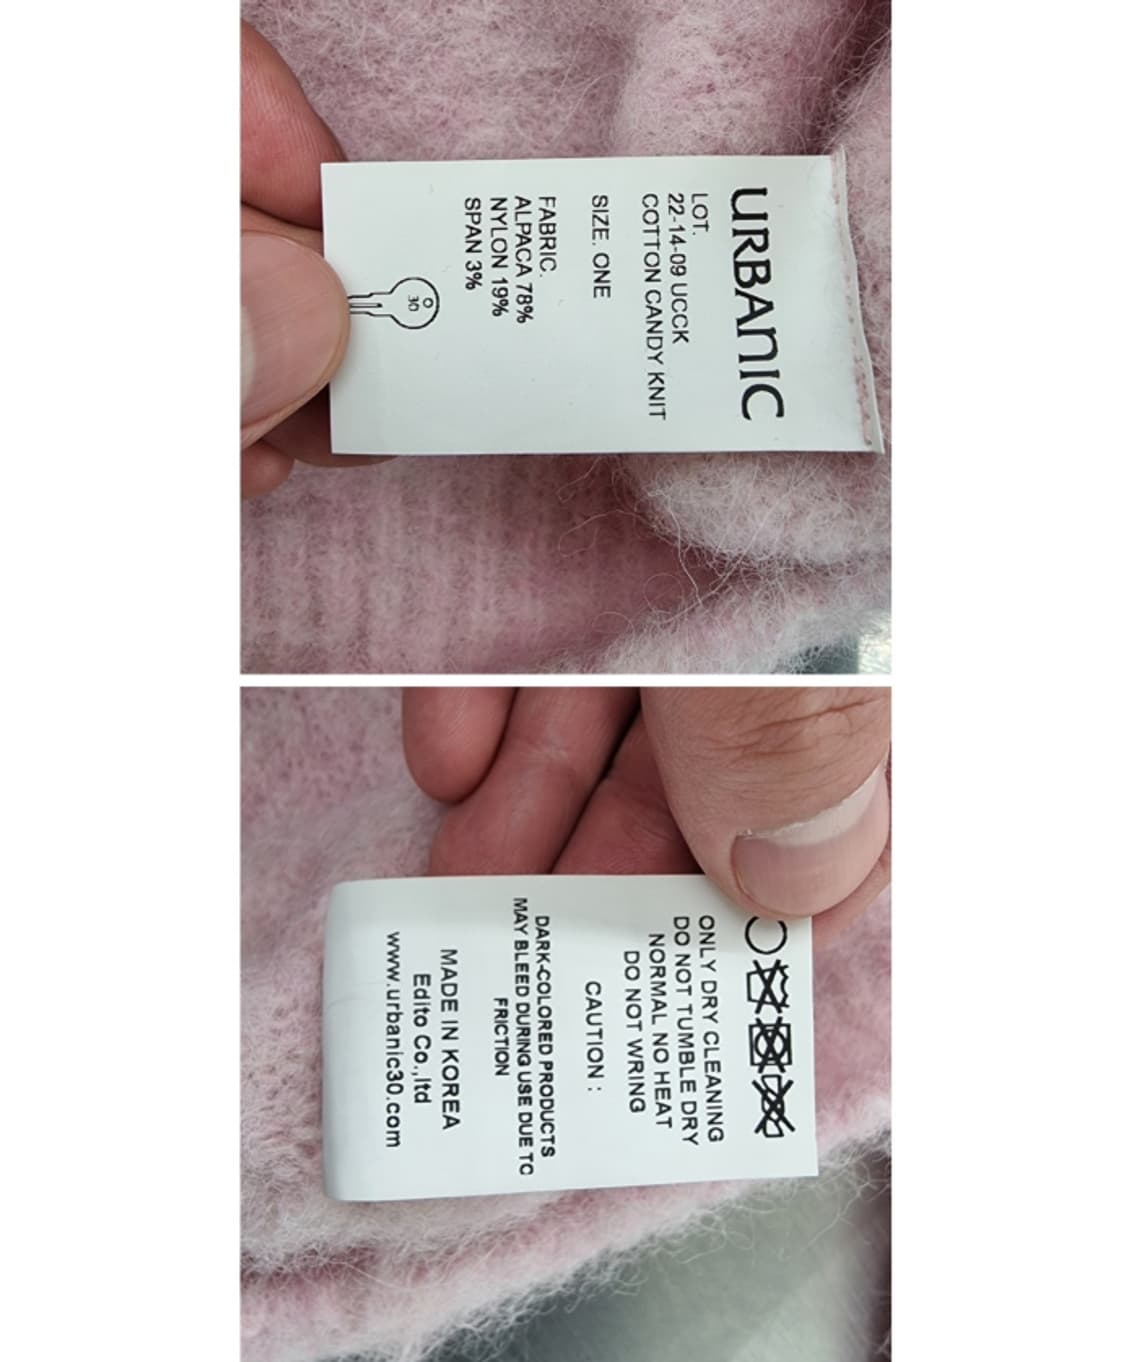 URBANIC
LOT.
22-14-09 UCCK
COTTON CANDY KNIT
SIZE. ONE
FABRIC.
ALPACA 78%
NYLON 19%
SPAN 3%
30
ONLY DRY CLEANING
DO NOT TUMBLE DRY
NORMAL NO HEAT
DO NOT WRING
CAUTION :
DARK-COLORED PRODUCTS
MAY BLEED DURING USE DUE TO
FRICTION
MADE IN KOREA
Edito Co.,ltd
www.urbanic30.com